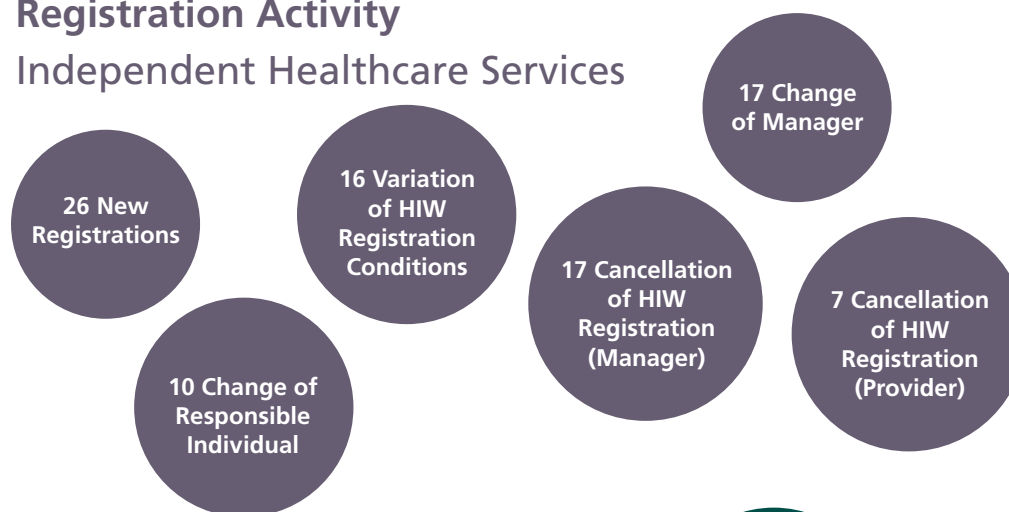 Registration Activity
Independent Healthcare Services
17 Change
of Manager
26 New
Registrations
16 Variation
of HIW
Registration
Conditions
17 Cancellation
of HIW
Registration
(Manager)
7 Cancellation
of HIW
Registration
(Provider)
10 Change of
Responsible
Individual